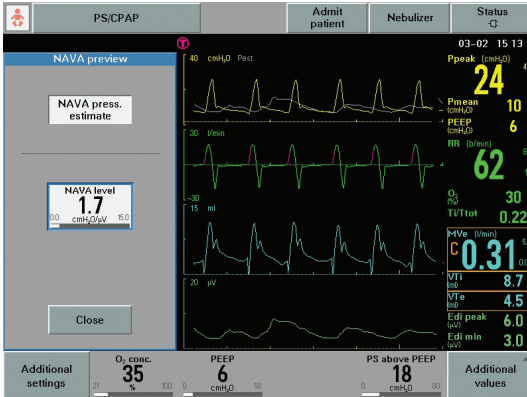 PS/CPAP
Admit
patient
Nebulizer
Status
T
03-02 15 13
NAVA preview
NAVA press.
estimate
NAVA level
1.7
0.0 cmH₂O/µV 15.0
Close
40 cmH₂O Pest
30 l/min
-30
15 ml
20 µV
Ppeak (cmH₂O)
24
Pmean
(cmH₂O)
10
PEEP
(cmH₂O)
6
RR (b/min)
62
O₂
(%)
30
Ti/Ttot
0.22
MVe (l/min)
C 0.31
VTi
(ml)
8.7
VTe
(ml)
4.5
Edi peak
(µV)
6.0
Edi min
(µV)
3.0
Additional
settings
O₂ conc.
35
21 % 100
PEEP
6
0 cmH₂O 50
PS above PEEP
18
0 cmH₂O 80
Additional
values